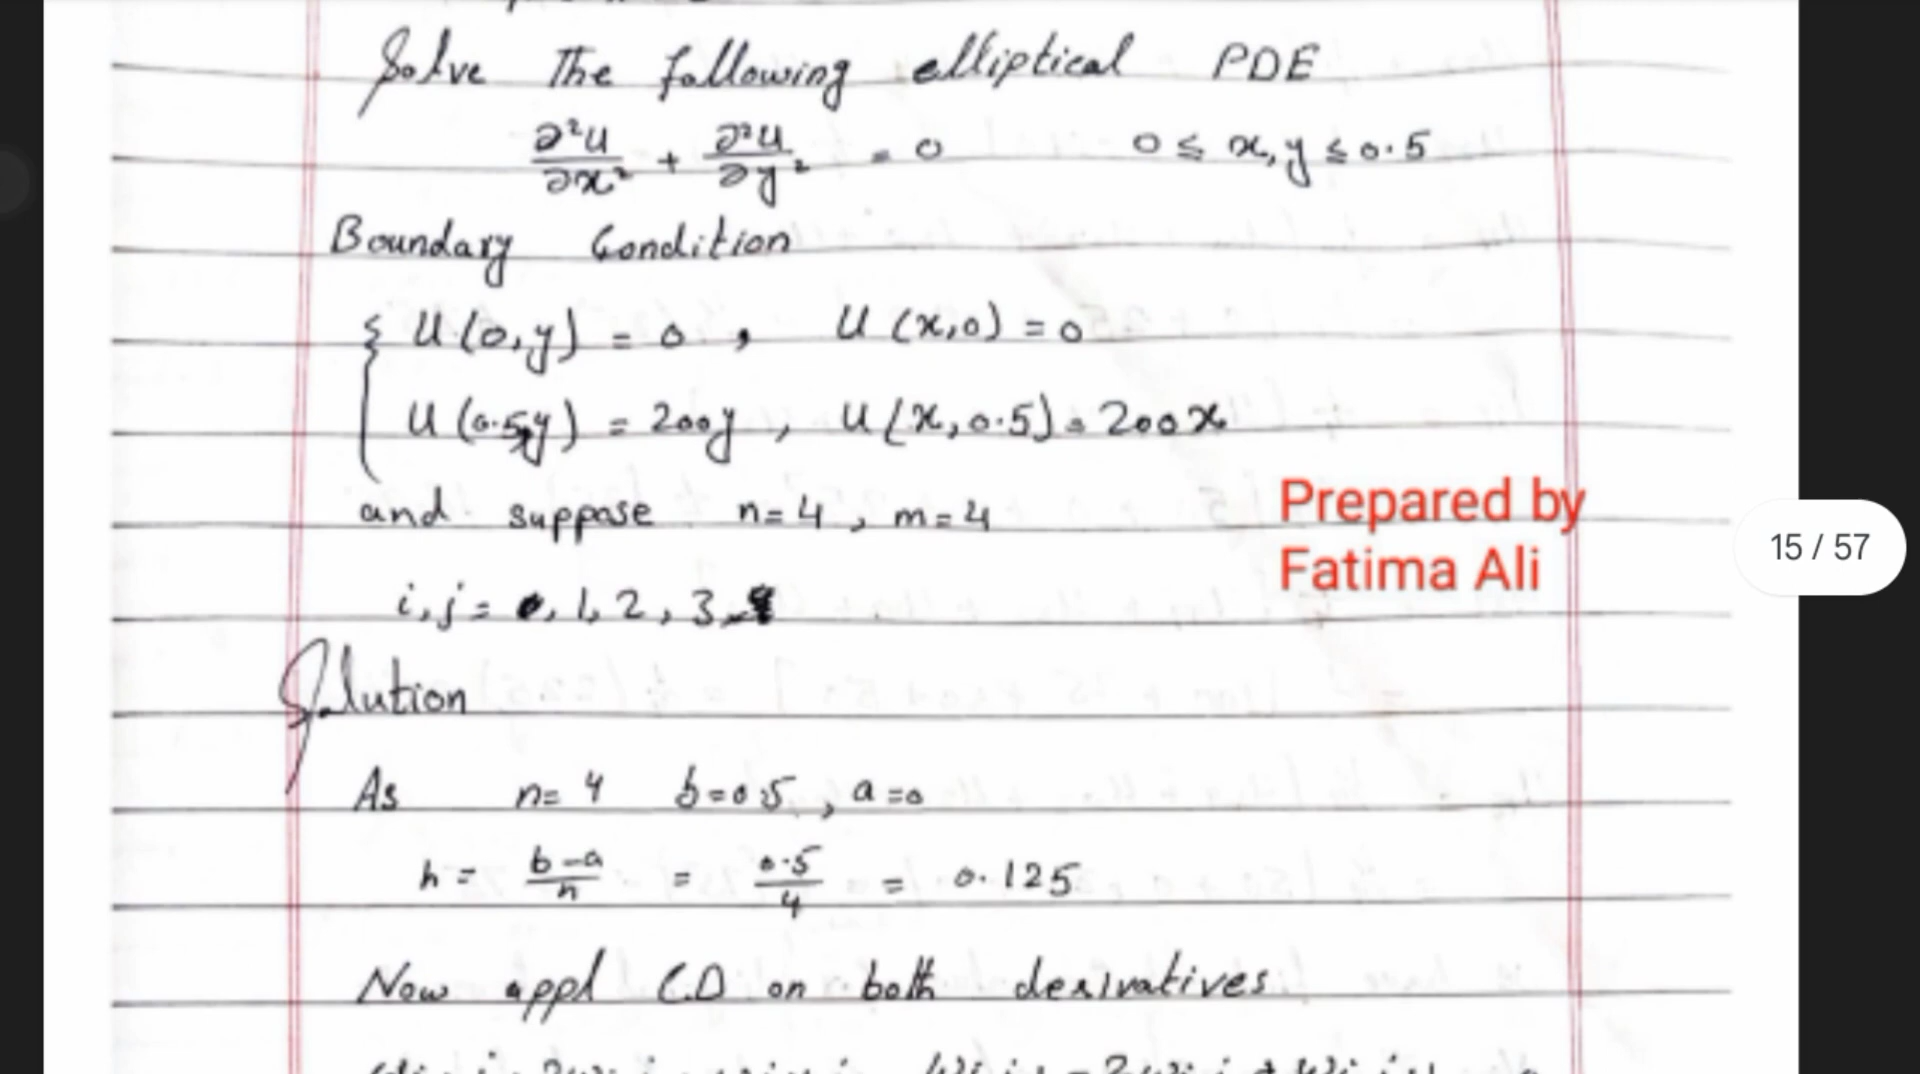 Solve The following elliptical PDE
∂²u/∂x² + ∂²u/∂y² = 0 0 ≤ x, y ≤ 0.5
Boundary Condition
{ U(0,y) = 0 , U(x,0) = 0
U(0.5,y) = 200y , U(x,0.5) = 200x
and suppose n=4 , m=4
Prepared by
Fatima Ali
15 / 57
i,j = 0, 1, 2, 3, 4
Solution
As n= 4 b=0.5 , a=0
h = b-a/n = 0.5/4 = 0.125
Now appl C.D on both derivatives